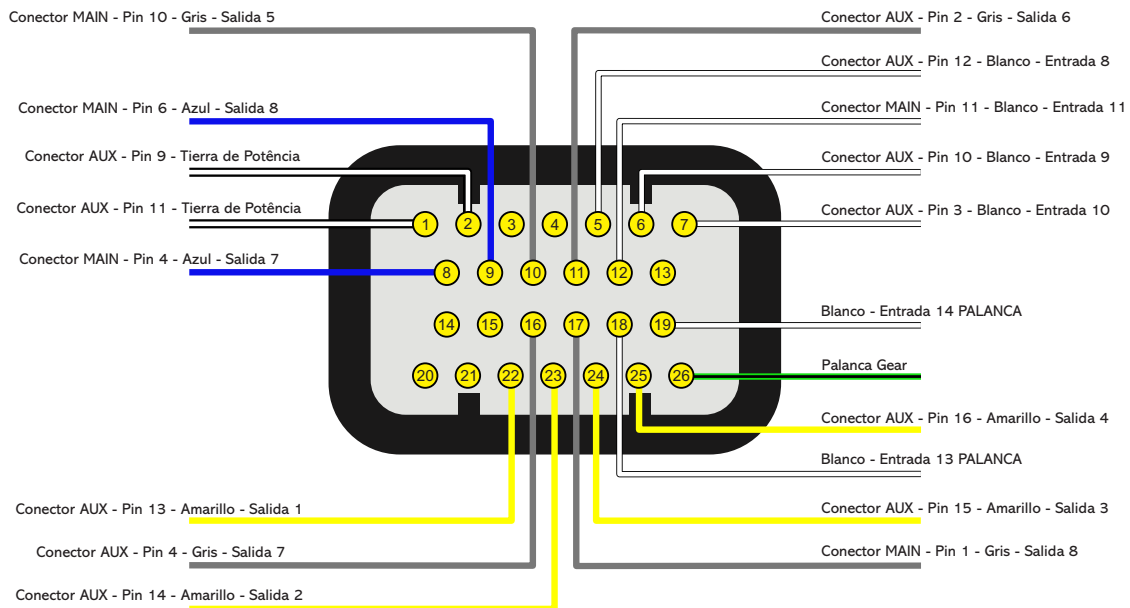 Conector MAIN - Pin 10 - Gris - Salida 5
Conector AUX - Pin 2 - Gris - Salida 6
Conector AUX - Pin 12 - Blanco - Entrada 8
Conector MAIN - Pin 6 - Azul - Salida 8
Conector MAIN - Pin 11 - Blanco - Entrada 11
Conector AUX - Pin 9 - Tierra de Potência
Conector AUX - Pin 10 - Blanco - Entrada 9
Conector AUX - Pin 11 - Tierra de Potência
Conector AUX - Pin 3 - Blanco - Entrada 10
1 2 3 4 5 6 7
Conector MAIN - Pin 4 - Azul - Salida 7
8 9 10 11 12 13
Blanco - Entrada 14 PALANCA
14 15 16 17 18 19
Palanca Gear
20 21 22 23 24 25 26
Conector AUX - Pin 16 - Amarillo - Salida 4
Blanco - Entrada 13 PALANCA
Conector AUX - Pin 13 - Amarillo - Salida 1
Conector AUX - Pin 15 - Amarillo - Salida 3
Conector AUX - Pin 4 - Gris - Salida 7
Conector MAIN - Pin 1 - Gris - Salida 8
Conector AUX - Pin 14 - Amarillo - Salida 2